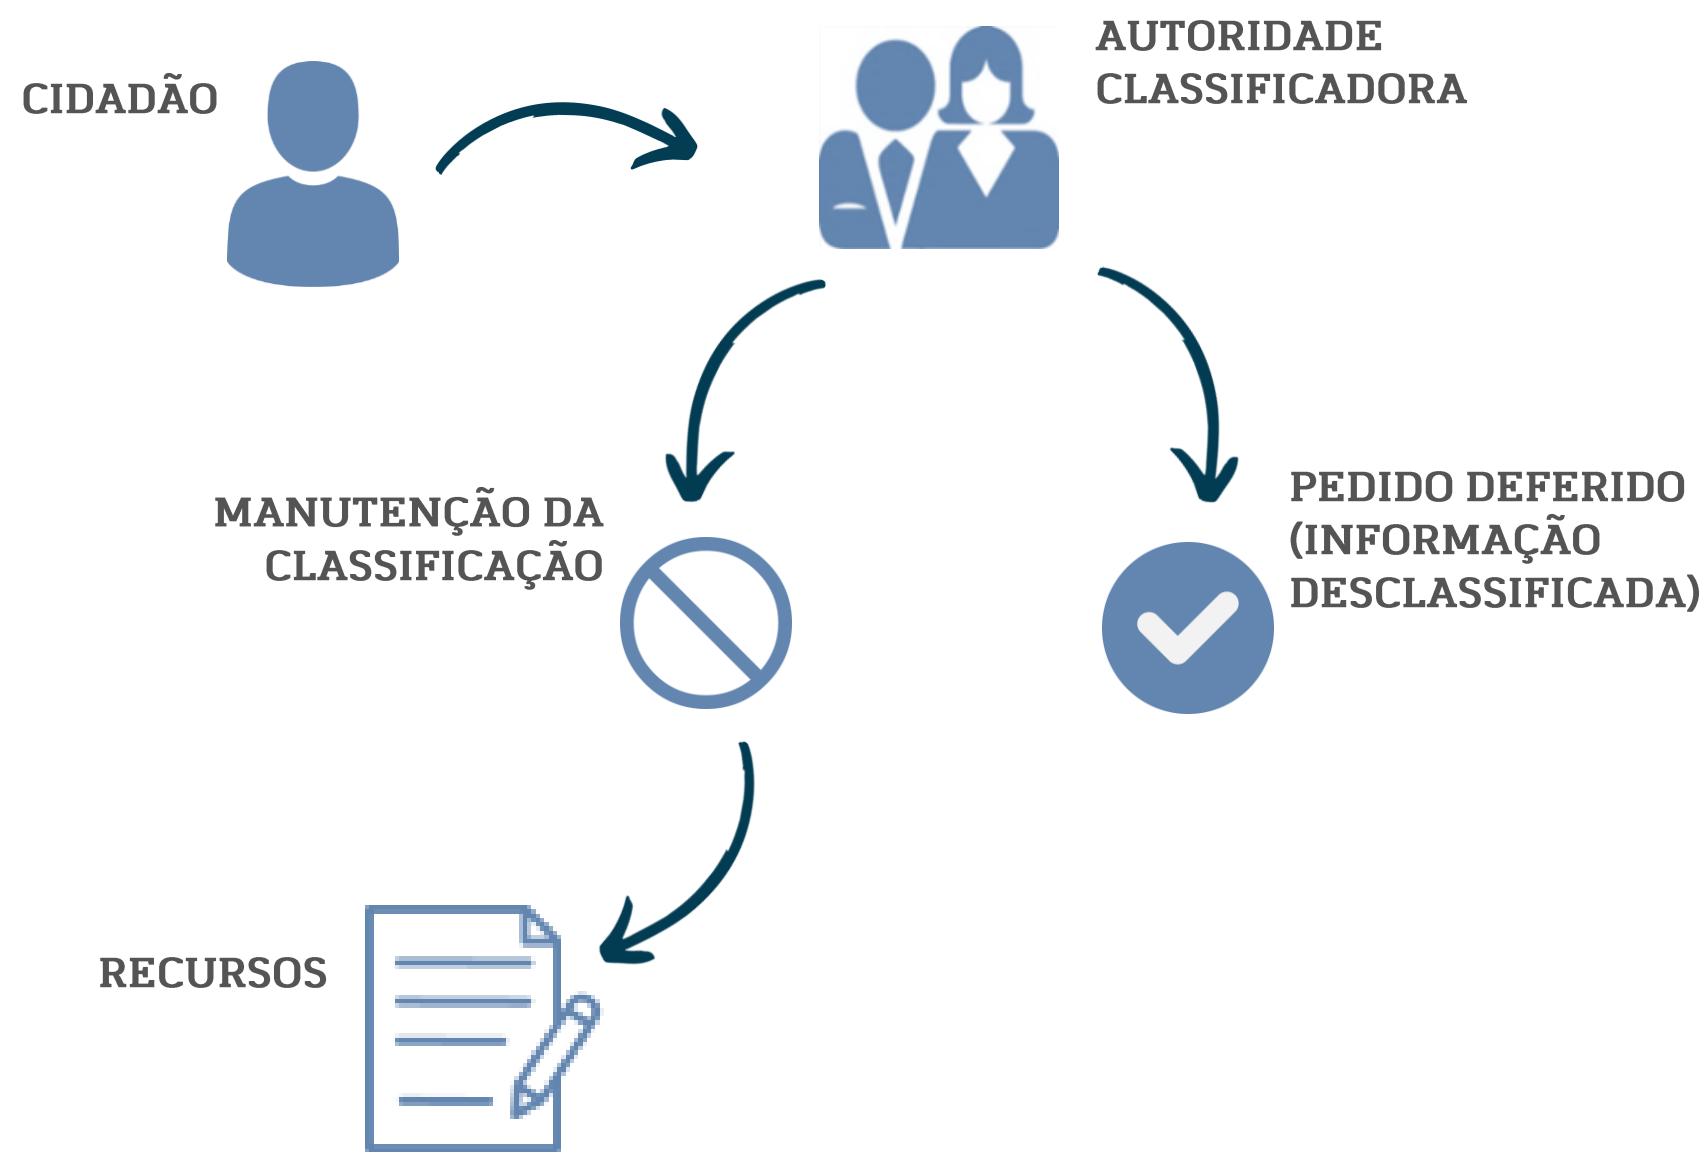 CIDADÃO
AUTORIDADE
CLASSIFICADORA
MANUTENÇÃO DA
CLASSIFICAÇÃO
PEDIDO DEFERIDO
(INFORMAÇÃO
DESCLASSIFICADA)
RECURSOS